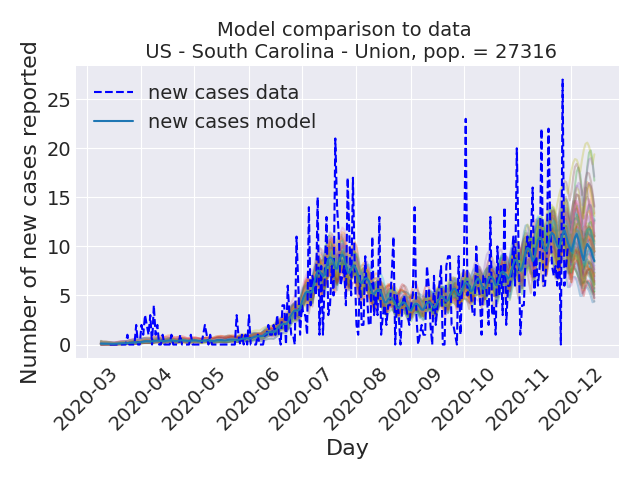 Model comparison to data
US - South Carolina - Union, pop. = 27316
Number of new cases reported
25
20
15
10
5
0
new cases data
new cases model
2020-03
2020-04
2020-05
2020-06
2020-07
2020-08
2020-09
2020-10
2020-11
2020-12
Day